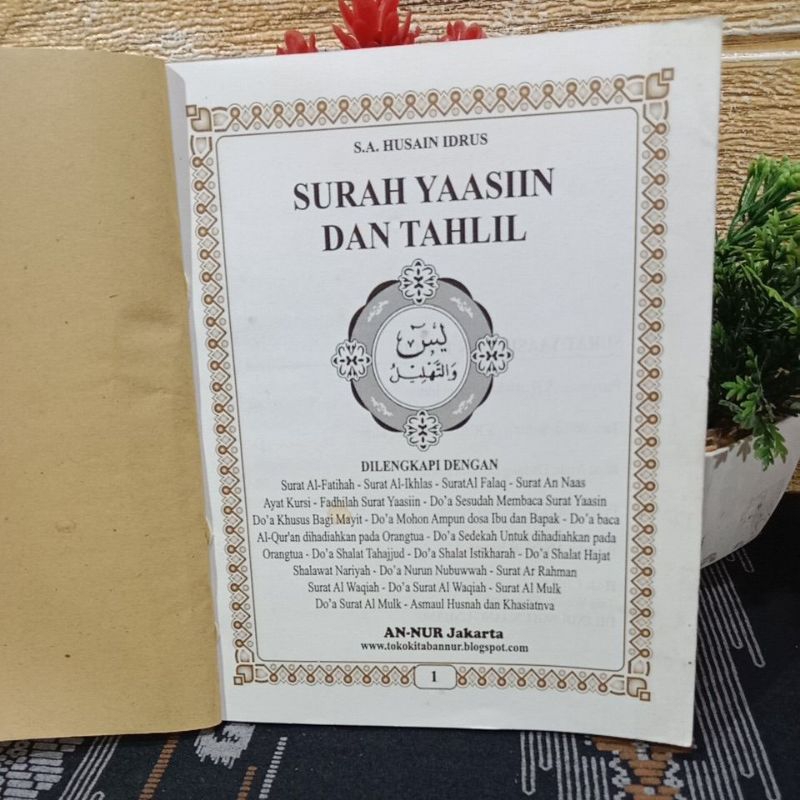 S.A. HUSAIN IDRUS
SURAH YAASIIN
DAN TAHLIL
يس
والتهليل
DILENGKAPI DENGAN
Surat Al-Fatihah - Surat Al-Ikhlas - SuratAl Falaq - Surat An Naas
Ayat Kursi - Fadhilah Surat Yaasiin - Do'a Sesudah Membaca Surat Yaasin
Do'a Khusus Bagi Mayit - Do'a Mohon Ampun dosa Ibu dan Bapak - Do'a baca
Al-Qur'an dihadiahkan pada Orangtua - Do'a Sedekah Untuk dihadiahkan pada
Orangtua - Do'a Shalat Tahajjud - Do'a Shalat Istikharah - Do'a Shalat Hajat
Shalawat Nariyah - Do'a Nurun Nubuwwah - Surat Ar Rahman
Surat Al Waqiah - Do'a Surat Al Waqiah - Surat Al Mulk
Do'a Surat Al Mulk - Asmaul Husnah dan Khasiatnya
AN-NUR Jakarta
www.tokokitabannur.blogspot.com
1